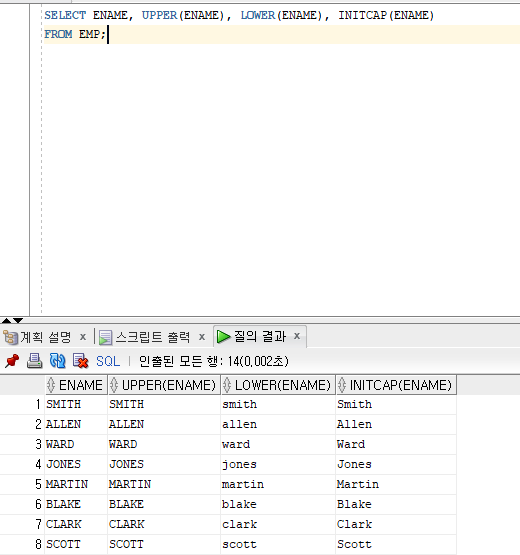 SELECT ENAME, UPPER(ENAME), LOWER(ENAME), INITCAP(ENAME)
FROM EMP;
계획 설명 x 스크립트 출력 x 질의 결과 x
SQL | 인출된 모든 행: 14(0,002초)
ENAME UPPER(ENAME) LOWER(ENAME) INITCAP(ENAME)
1 SMITH SMITH smith Smith
2 ALLEN ALLEN allen Allen
3 WARD WARD ward Ward
4 JONES JONES jones Jones
5 MARTIN MARTIN martin Martin
6 BLAKE BLAKE blake Blake
7 CLARK CLARK clark Clark
8 SCOTT SCOTT scott Scott